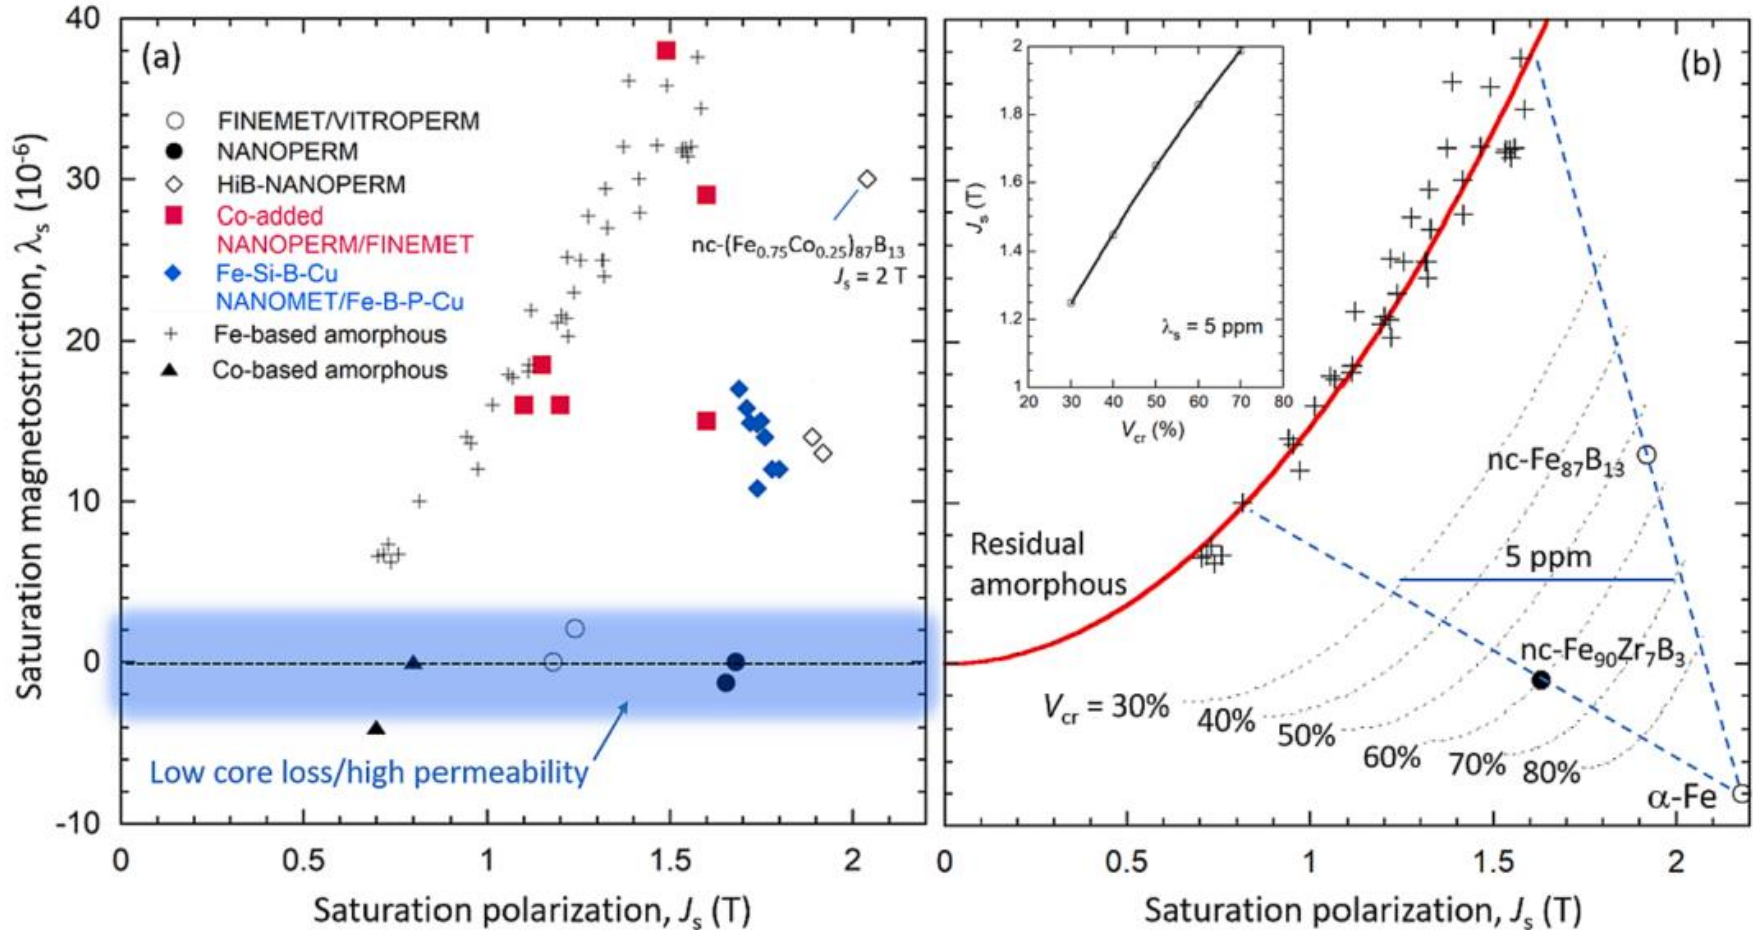 (a)
FINEMET/VITROPERM
NANOPERM
HiB-NANOPERM
Co-added
NANOPERM/FINEMET
Fe-Si-B-Cu
NANOMET/Fe-B-P-Cu
Fe-based amorphous
Co-based amorphous
nc-(Fe0.75Co0.25)87B13
Js = 2 T
Low core loss/high permeability
40
30
20
10
0
-10
0
0.5
1
1.5
2
Saturation magnetostriction, λs (10-6)
Saturation polarization, Js (T)
(b)
2
1.8
1.6
1.4
1.2
1
20
30
40
50
60
70
80
Js (T)
Vcr (%)
λs = 5 ppm
nc-Fe87B13
Residual
amorphous
5 ppm
nc-Fe90Zr7B3
Vcr = 30%
40%
50%
60%
70%
80%
α-Fe
0
0.5
1
1.5
2
Saturation polarization, Js (T)